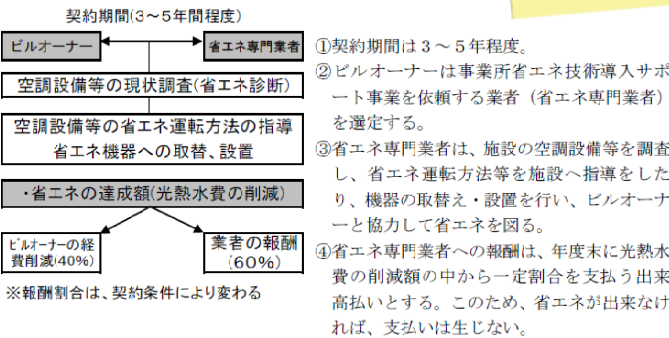 契約期間(3～5年間程度)
ビルオーナー
省エネ専門業者
空調設備等の現状調査(省エネ診断)
空調設備等の省エネ運転方法の指導
省エネ機器への取替、設置
・省エネの達成額(光熱水費の削減)
ビルオーナーの経
費削減(40%)
業者の報酬
(60%)
※報酬割合は、契約条件により変わる
①契約期間は3～5年程度。
②ビルオーナーは事業所省エネ技術導入サポ
ート事業を依頼する業者（省エネ専門業者）
を選定する。
③省エネ専門業者は、施設の空調設備等を調査
し、省エネ運転方法等を施設へ指導をした
り、機器の取替え・設置を行い、ビルオーナ
ーと協力して省エネを図る。
④省エネ専門業者への報酬は、年度末に光熱水
費の削減額の中から一定割合を支払う出来
高払いとする。このため、省エネが出来なけ
れば、支払いは生じない。